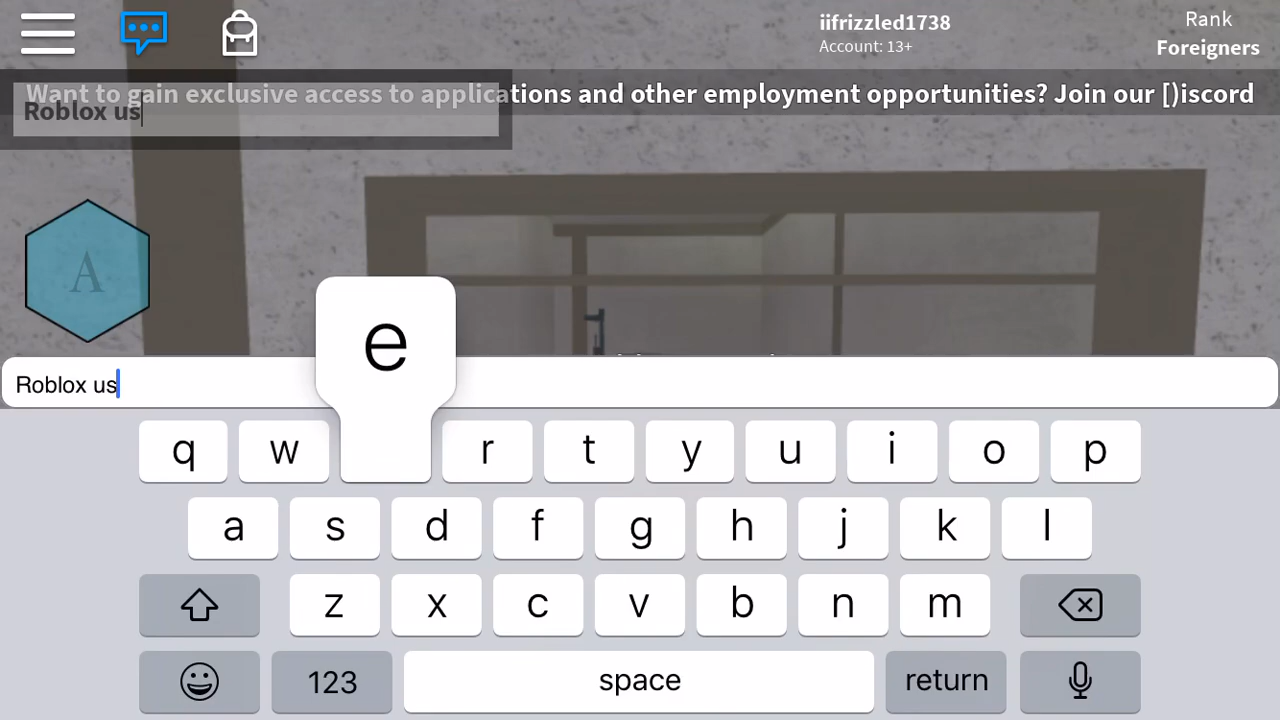 iifrizzled1738
Account: 13+
Rank
Foreigners
Want to gain exclusive access to applications and other employment opportunities? Join our [)iscord
Roblox us
A
e
Roblox us
q w r t y u i o p
a s d f g h j k l
z x c v b n m
123 space return